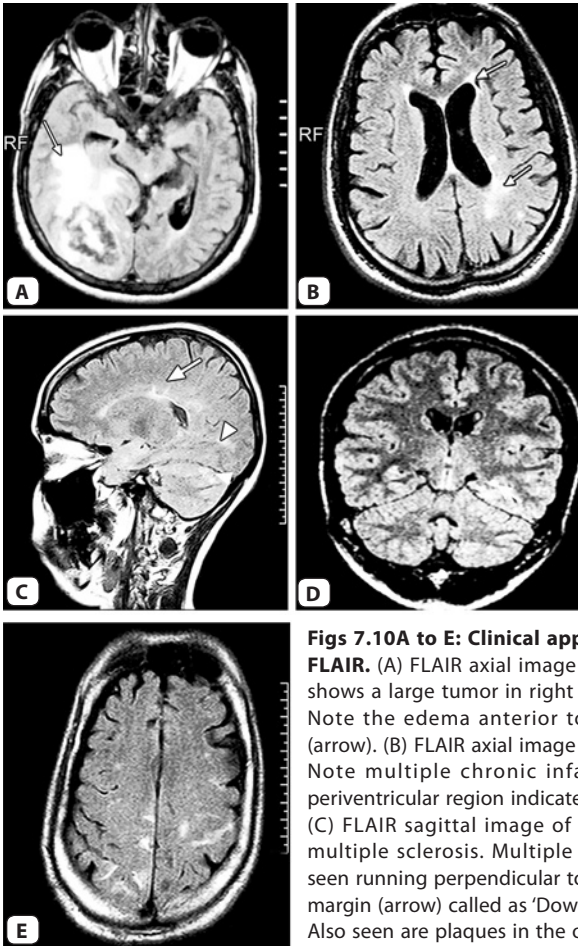 RF
RF
A
B
C
D
E
Figs 7.10A to E: Clinical app
FLAIR. (A) FLAIR axial image
shows a large tumor in right
Note the edema anterior to
(arrow). (B) FLAIR axial image
Note multiple chronic infa
periventricular region indicate
(C) FLAIR sagittal image of
multiple sclerosis. Multiple
seen running perpendicular to
margin (arrow) called as ‘Dow
Also seen are plaques in the c